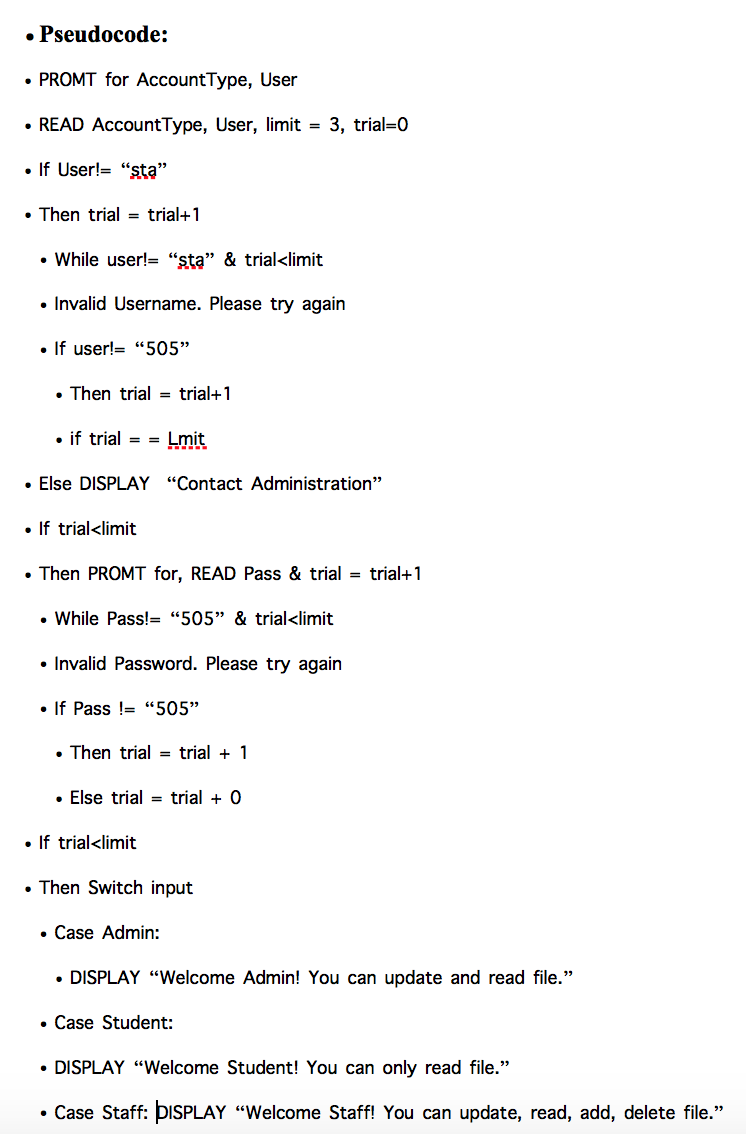 • Pseudocode:
• PROMT for AccountType, User
• READ AccountType, User, limit = 3, trial=0
• If User!= “sta”
• Then trial = trial+1
• While user!= “sta” & trial<limit
• Invalid Username. Please try again
• If user!= “505”
• Then trial = trial+1
• if trial = = Lmit
• Else DISPLAY “Contact Administration”
• If trial<limit
• Then PROMT for, READ Pass & trial = trial+1
• While Pass!= “505” & trial<limit
• Invalid Password. Please try again
• If Pass != “505”
• Then trial = trial + 1
• Else trial = trial + 0
• If trial<limit
• Then Switch input
• Case Admin:
• DISPLAY “Welcome Admin! You can update and read file.”
• Case Student:
• DISPLAY “Welcome Student! You can only read file.”
• Case Staff: DISPLAY “Welcome Staff! You can update, read, add, delete file.”